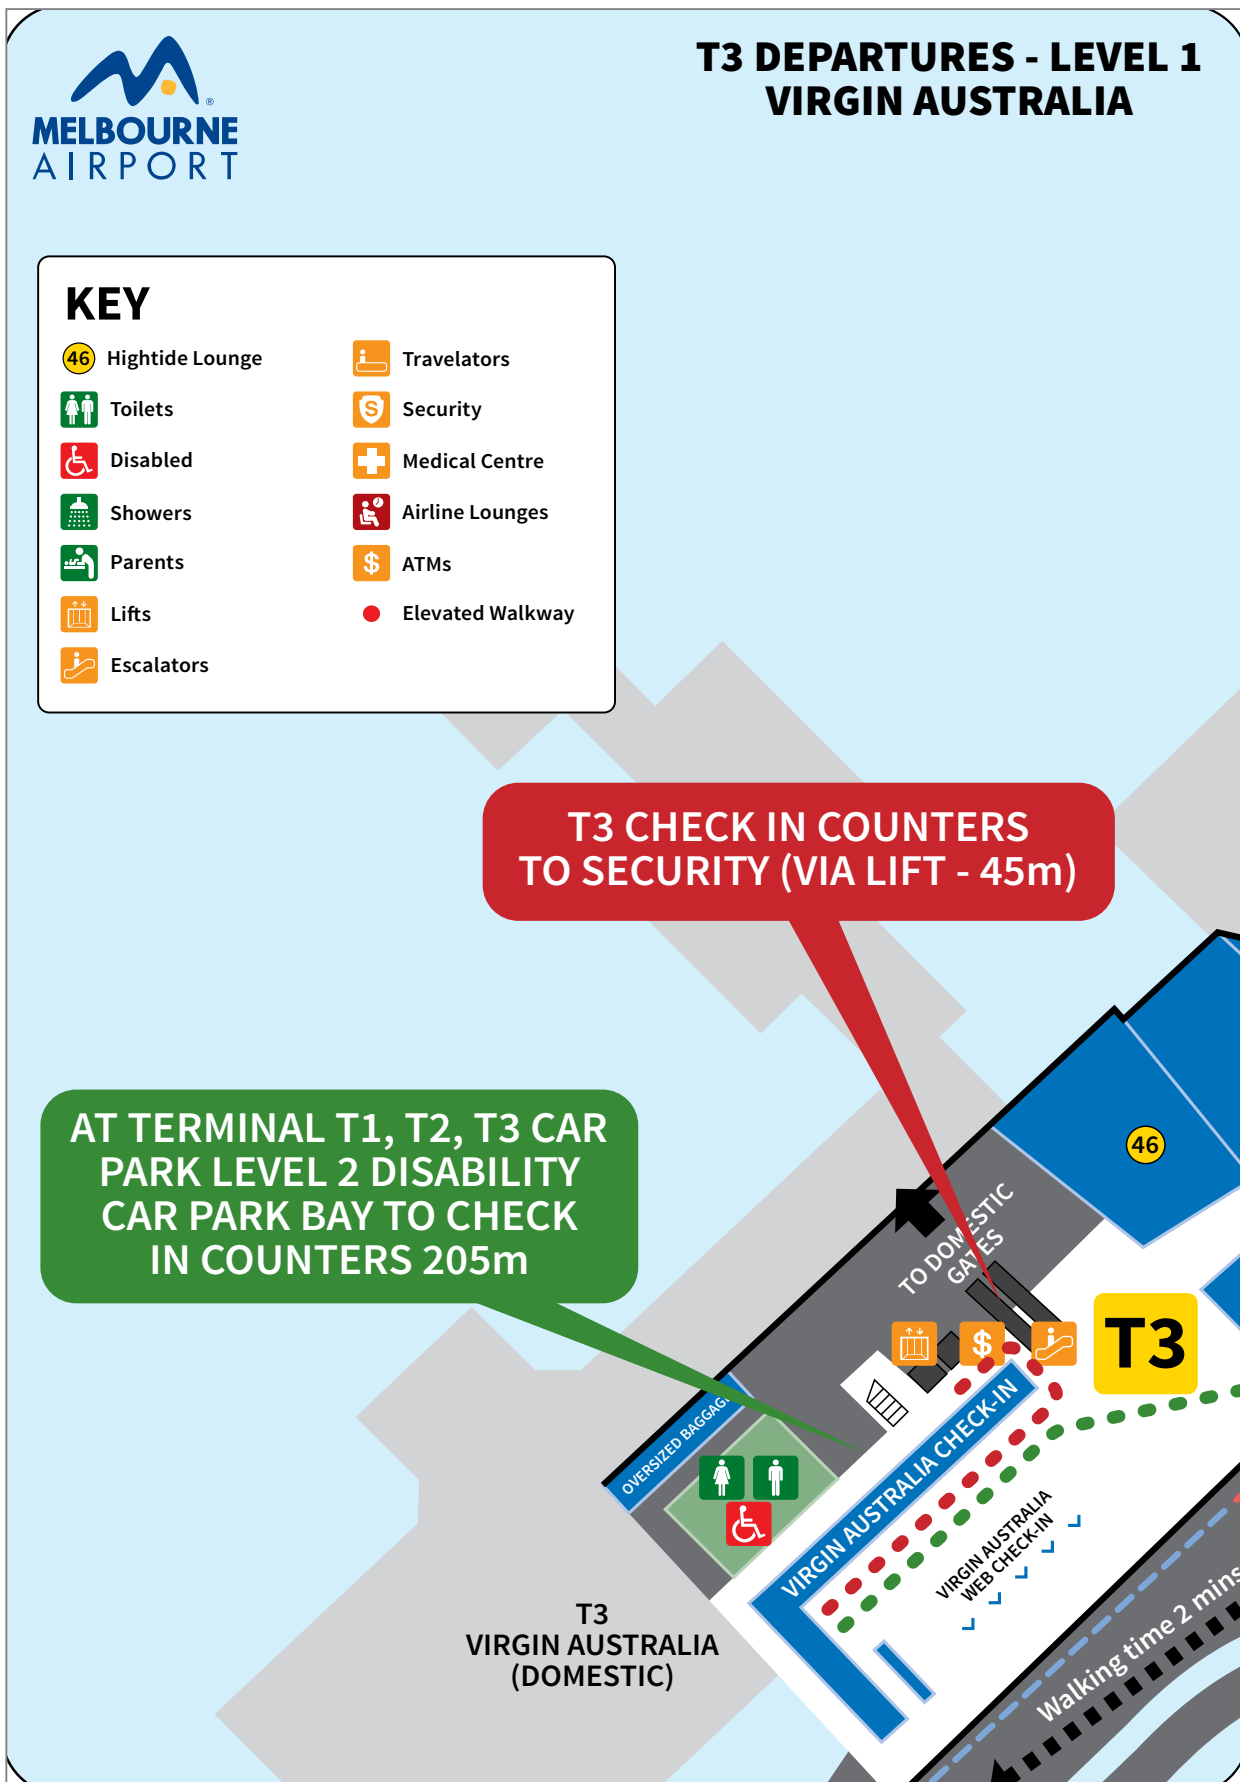 MELBOURNE
AIRPORT
®
T3 DEPARTURES - LEVEL 1
VIRGIN AUSTRALIA
KEY
46 Hightide Lounge
Toilets
Disabled
Showers
Parents
Lifts
Escalators
Travelators
S Security
Medical Centre
Airline Lounges
$ ATMs
Elevated Walkway
T3 CHECK IN COUNTERS
TO SECURITY (VIA LIFT - 45m)
AT TERMINAL T1, T2, T3 CAR
PARK LEVEL 2 DISABILITY
CAR PARK BAY TO CHECK
IN COUNTERS 205m
46
TO DOMESTIC
GATES
$
T3
OVERSIZED BAGGAGE
VIRGIN AUSTRALIA CHECK-IN
VIRGIN AUSTRALIA
WEB CHECK-IN
T3
VIRGIN AUSTRALIA
(DOMESTIC)
Walking time 2 mins